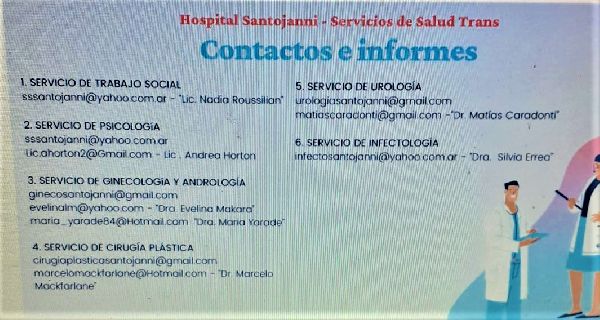 Hospital Santojanni - Servicios de Salud Trans
Contactos e informes
1. SERVICIO DE TRABAJO SOCIAL
sssantojanni@yahoo.com.ar - "Lic. Nadia Roussilian"
2. SERVICIO DE PSICOLOGíA
sssantojanni@yahoo.com.ar
Lic.ahorton2@Gmail.com - Lic . Andrea Horton
3. SERVICIO DE GINECOLOGíA Y ANDROLOGíA
ginecosantojanni@gmail.com
evelinalm@yahoo.com - "Dra. Evelina Makara"
maria_yarade84@Hotmail.com "Dra. Maria Yarade"
4. SERVICIO DE CIRUGíA PLÁSTICA
cirugiaplasticasantojanni@gmail.com
marcelomackfarlane@Hotmail.com - "Dr. Marcelo
Mackfarlane"
5. SERVICIO DE UROLOGíA
urologiasantojanni@gmail.com
matiascaradonti@gmail.com -"Dr. Matías Caradonti"
6. SERVICIO DE INFECTOLOGíA
infectosantojanni@yahoo.com.ar - "Dra. Silvia Errea"